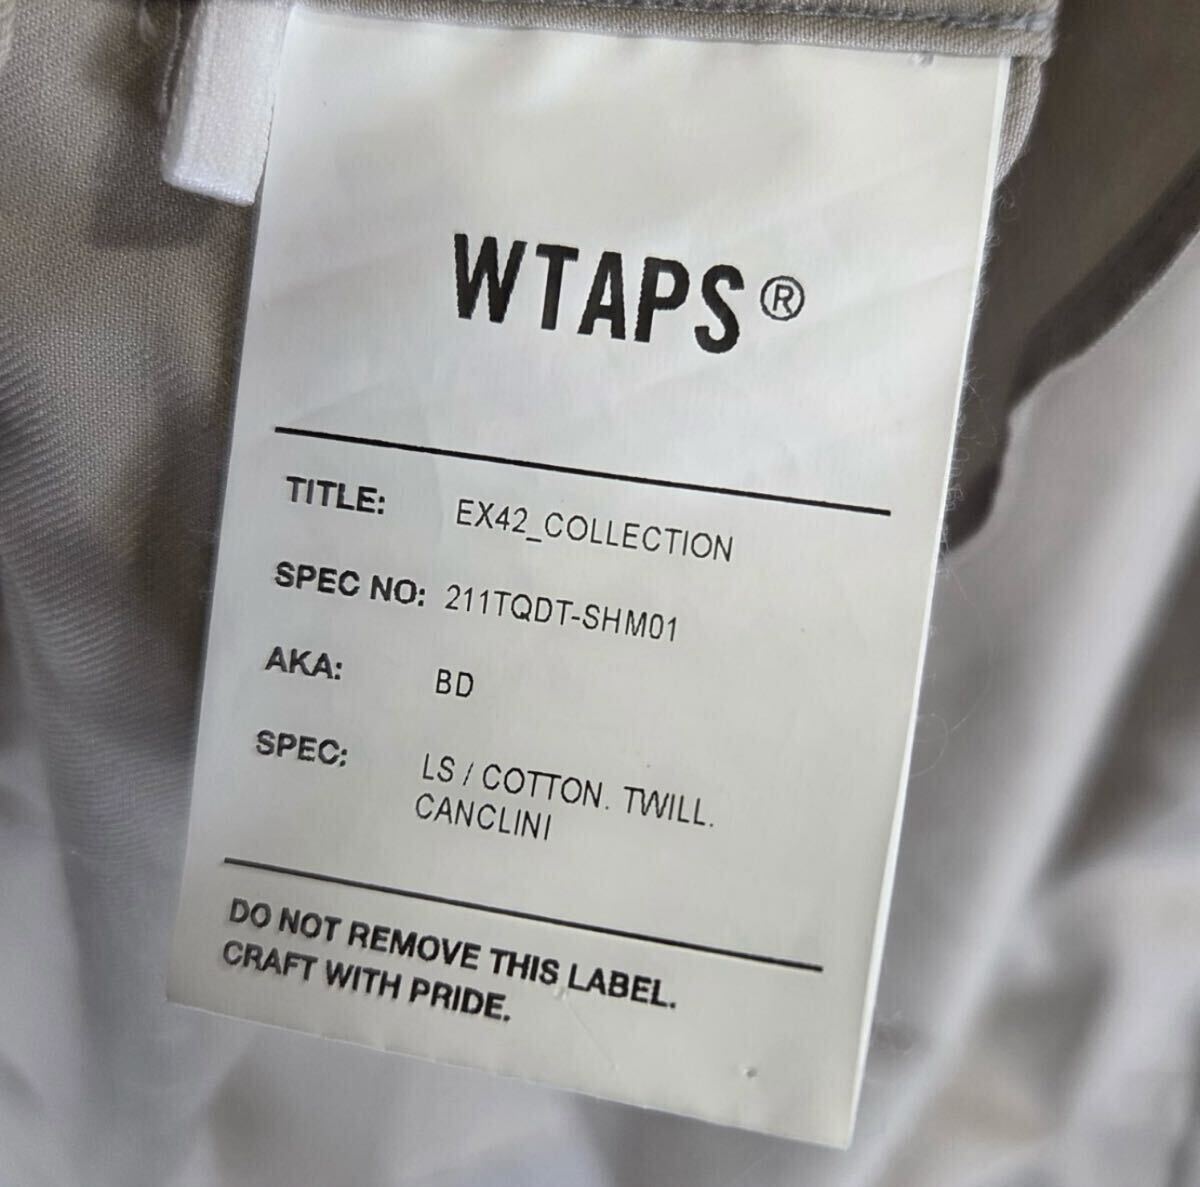 WTAPS®
TITLE: EX42_COLLECTION
SPEC NO: 211TQDT-SHM01
AKA: BD
SPEC: LS / COTTON. TWILL.
CANCLINI
DO NOT REMOVE THIS LABEL.
CRAFT WITH PRIDE.